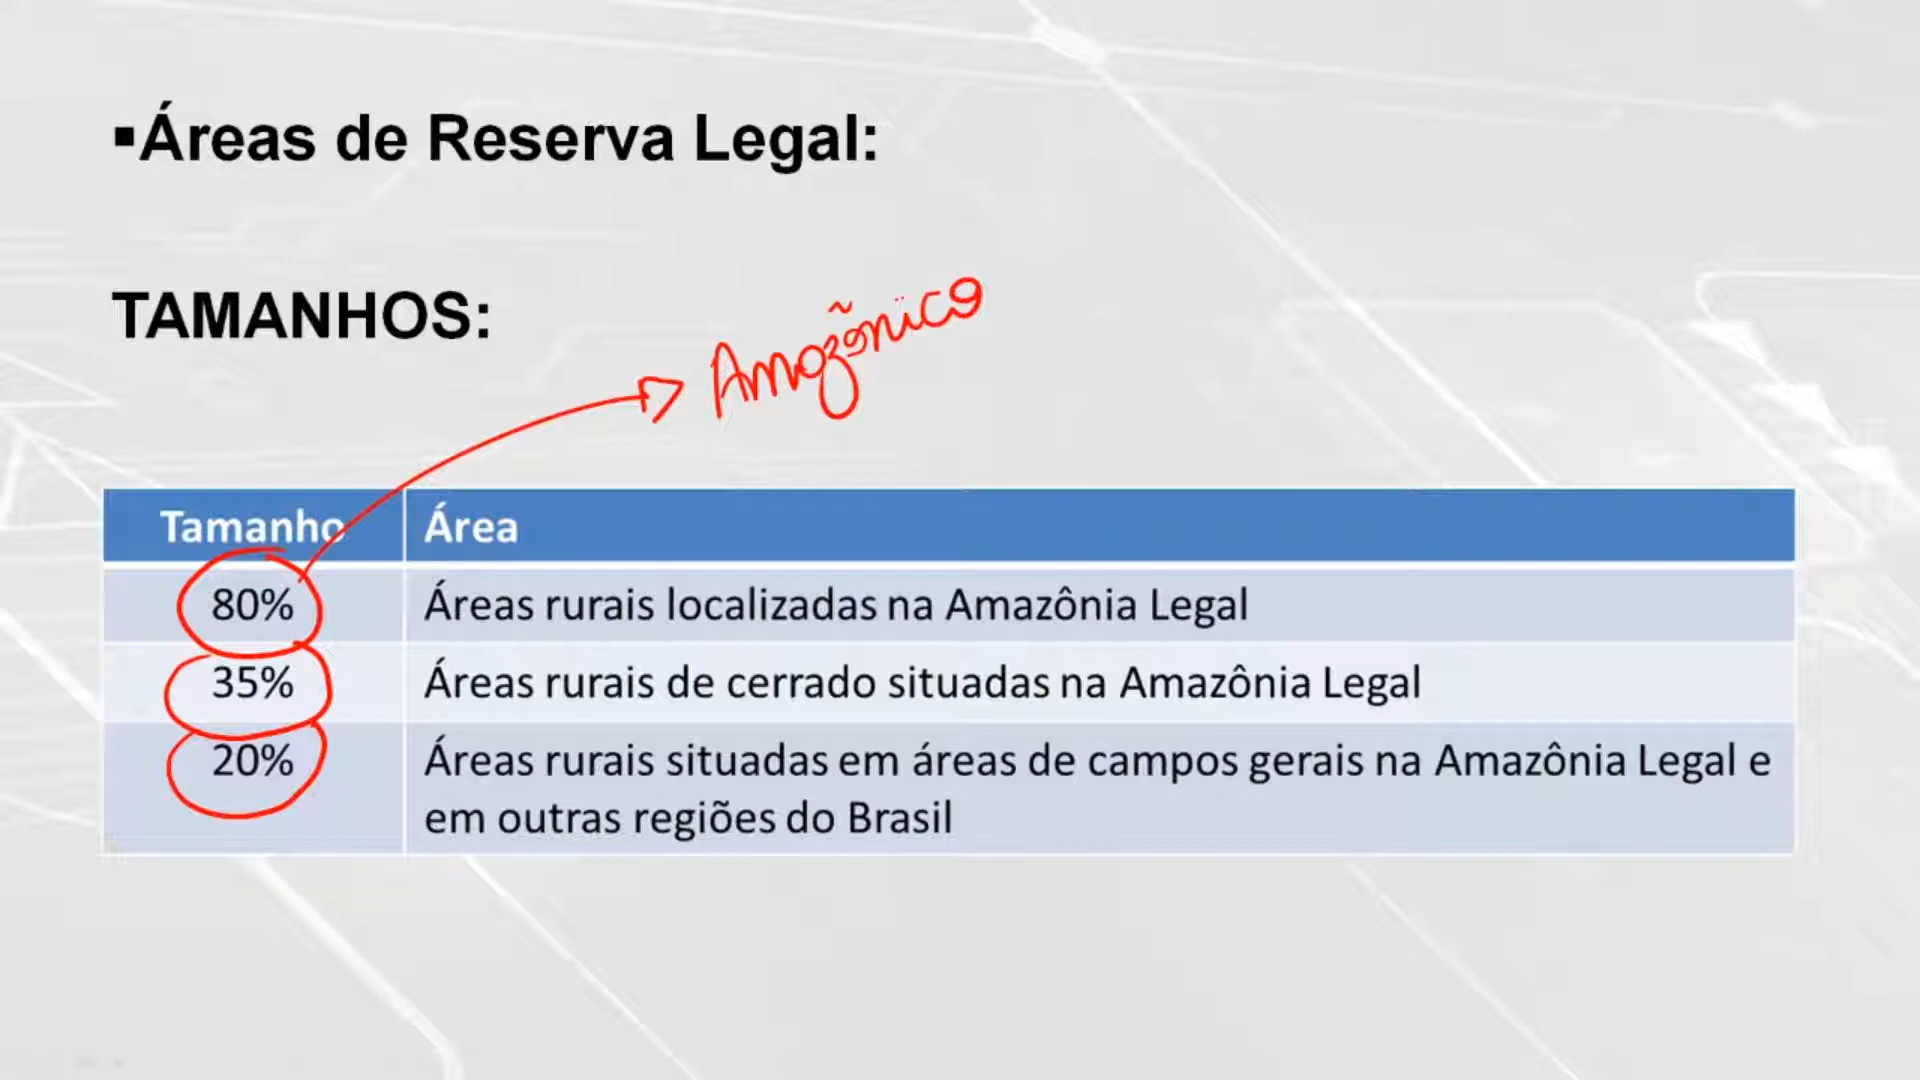 ▪Áreas de Reserva Legal:
TAMANHOS:
Amazônico
Tamanho Área
80% Áreas rurais localizadas na Amazônia Legal
35% Áreas rurais de cerrado situadas na Amazônia Legal
20% Áreas rurais situadas em áreas de campos gerais na Amazônia Legal e
em outras regiões do Brasil